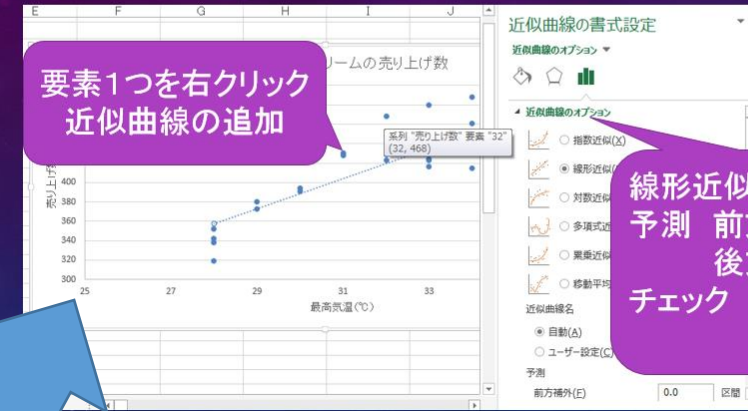 E F G H I J
近似曲線の書式設定
近似曲線のオプション
要素１つを右クリック
近似曲線の追加
リームの売り上げ数
系列 "売り上げ数" 要素 "32"
(32, 468)
売り上げ数
400
380
360
340
320
300
25 27 29 31 33
最高気温(℃)
近似曲線のオプション
指数近似(X)
線形近似(
対数近似
多項式近
累乗近似
移動平均
近似曲線名
自動(A)
ユーザー設定(C)
予測
前方補外(F) 0.0 区間
線形近似
予測 前
後
チェック